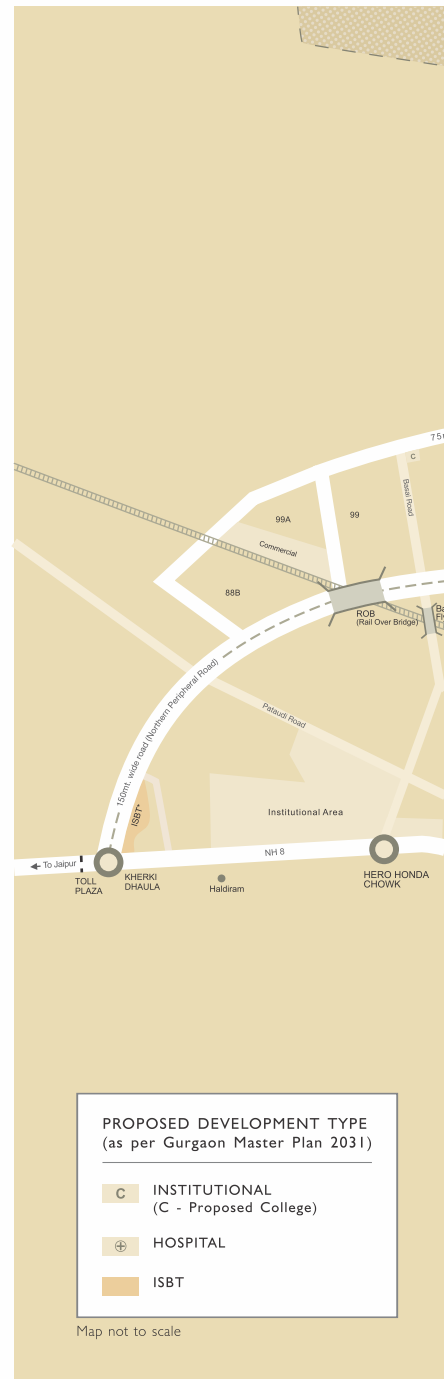 C
Basai Road
99A
99
Commercial
88B
ROB
(Rail Over Bridge)
150mt. wide road (Northern Peripheral Road)
Pataudi Road
ISBT*
Institutional Area
NH 8
To Jaipur
TOLL
PLAZA
KHERKI
DHAULA
Haldiram
HERO HONDA
CHOWK
PROPOSED DEVELOPMENT TYPE
(as per Gurgaon Master Plan 2031)
C
INSTITUTIONAL
(C - Proposed College)
HOSPITAL
ISBT
Map not to scale